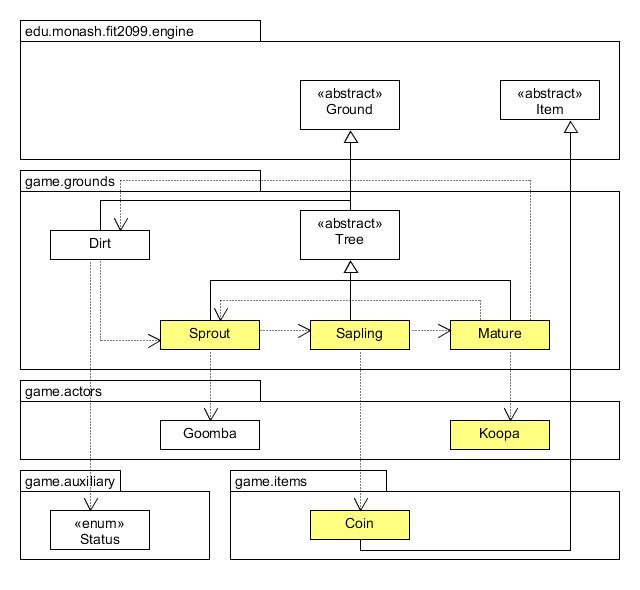 edu.monash.fit2099.engine
«abstract»
Ground
«abstract»
Item
game.grounds
«abstract»
Tree
Dirt
Sprout
Sapling
Mature
game.actors
Goomba
Koopa
game.auxiliary
game.items
«enum»
Status
Coin